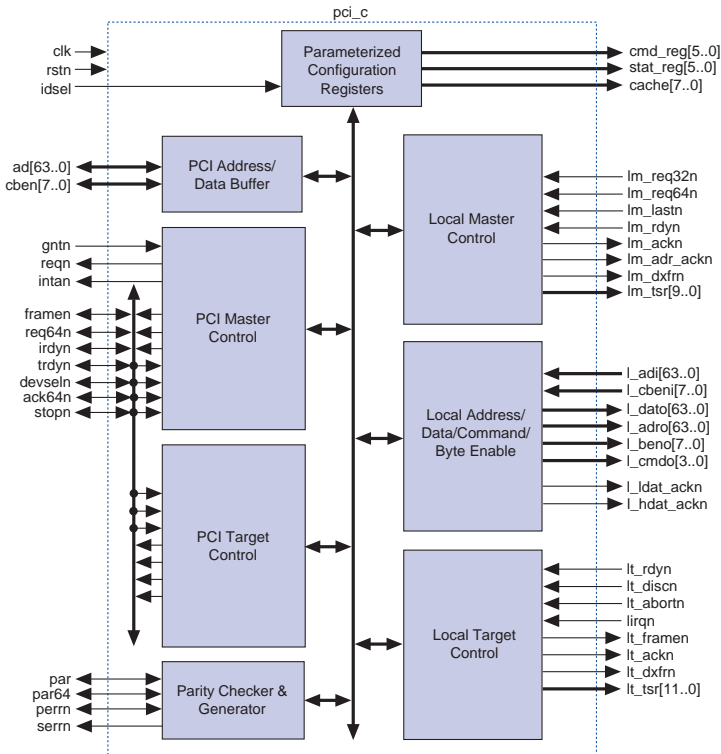 pci_c
clk
rstn
idsel
Parameterized
Configuration
Registers
cmd_reg[5..0]
stat_reg[5..0]
cache[7..0]
ad[63..0]
cben[7..0]
PCI Address/
Data Buffer
gntn
reqn
intan
framen
req64n
irdyn
trdyn
devseln
ack64n
stopn
PCI Master
Control
PCI Target
Control
par
par64
perrn
serrn
Parity Checker &
Generator
Local Master
Control
lm_req32n
lm_req64n
lm_lastn
lm_rdyn
lm_ackn
lm_adr_ackn
lm_dxfrn
lm_tsr[9..0]
Local Address/
Data/Command/
Byte Enable
l_adi[63..0]
l_cbeni[7..0]
l_dato[63..0]
l_adro[63..0]
l_beno[7..0]
l_cmdo[3..0]
l_ldat_ackn
l_hdat_ackn
Local Target
Control
lt_rdyn
lt_discn
lt_abortn
lirqn
lt_framen
lt_ackn
lt_dxfrn
lt_tsr[11..0]